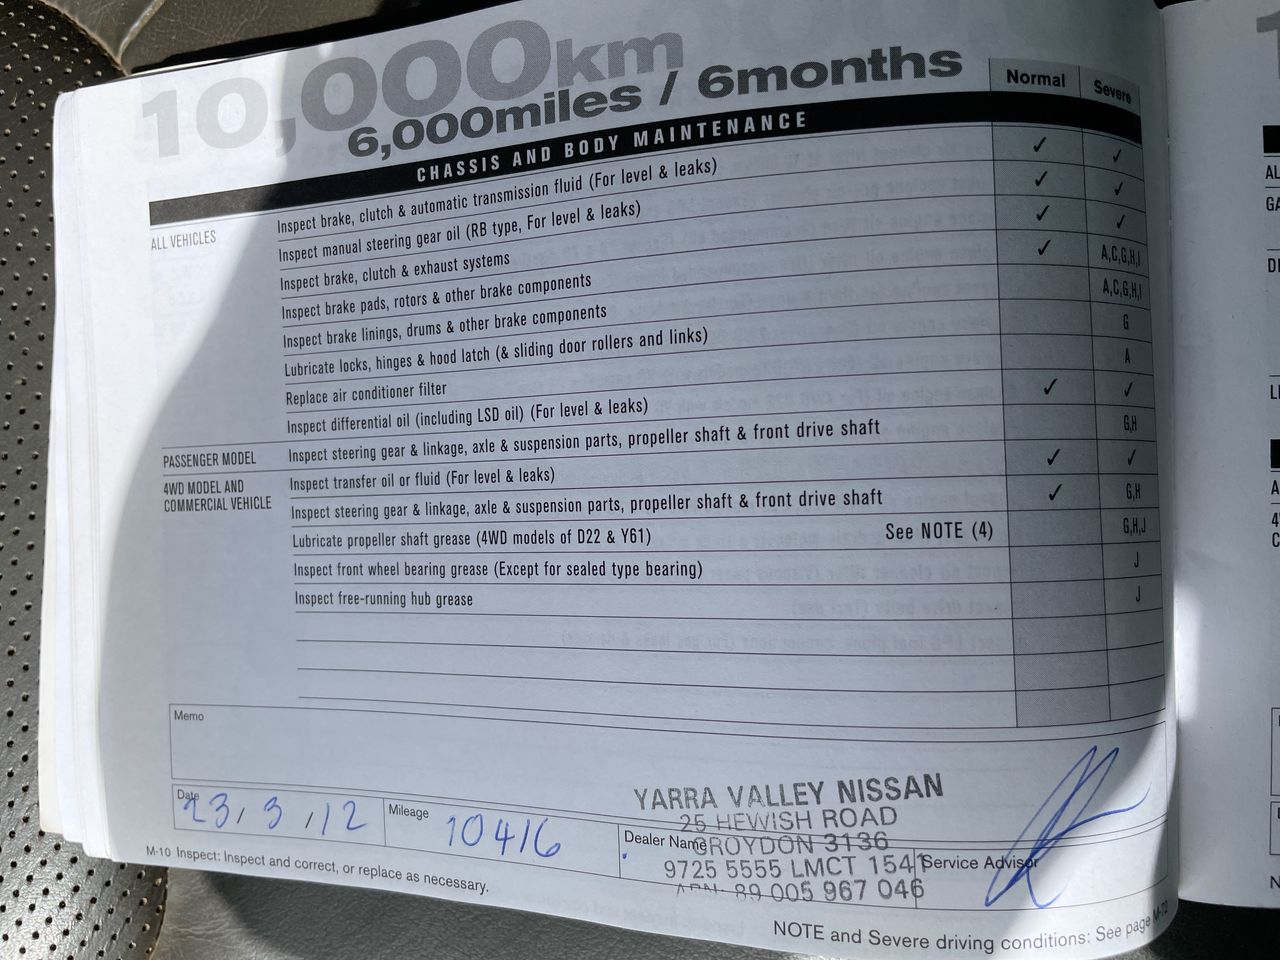 10,000km
6,000miles / 6months
Normal Severe
CHASSIS AND BODY MAINTENANCE
ALL VEHICLES
Inspect brake, clutch & automatic transmission fluid (For level & leaks) ✓ ✓
Inspect manual steering gear oil (RB type, For level & leaks) ✓ ✓
Inspect brake, clutch & exhaust systems ✓ ✓
Inspect brake pads, rotors & other brake components ✓ A,C,G,H,I
Inspect brake linings, drums & other brake components A,C,G,H,I
Lubricate locks, hinges & hood latch (& sliding door rollers and links) G
Replace air conditioner filter A
Inspect differential oil (including LSD oil) (For level & leaks) ✓ ✓
PASSENGER MODEL Inspect steering gear & linkage, axle & suspension parts, propeller shaft & front drive shaft G,H
4WD MODEL AND
COMMERCIAL VEHICLE
Inspect transfer oil or fluid (For level & leaks) ✓ ✓
Inspect steering gear & linkage, axle & suspension parts, propeller shaft & front drive shaft ✓ G,H
Lubricate propeller shaft grease (4WD models of D22 & Y61) See NOTE (4) G,H,J
Inspect front wheel bearing grease (Except for sealed type bearing) J
Inspect free-running hub grease J
Memo
Date 23/3/12
Mileage 10416
Dealer Name
YARRA VALLEY NISSAN
25 HEWISH ROAD
CROYDON 3136
9725 5555 LMCT 1541
ABN: 89 005 967 046
Service Advisor
M-10 Inspect: Inspect and correct, or replace as necessary.
NOTE and Severe driving conditions: See page M-72